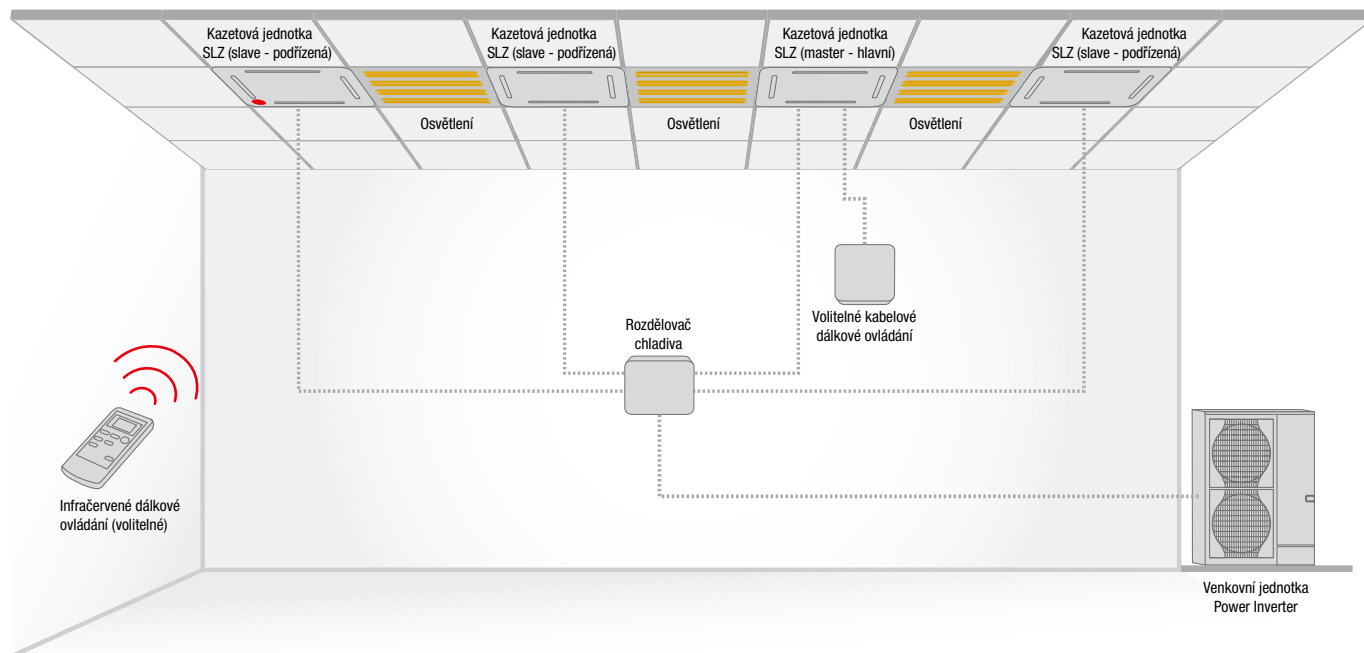 Kazetová jednotka
SLZ (slave - podřízená)
Kazetová jednotka
SLZ (slave - podřízená)
Kazetová jednotka
SLZ (master - hlavní)
Kazetová jednotka
SLZ (slave - podřízená)
Osvětlení
Osvětlení
Osvětlení
Volitelné kabelové
dálkové ovládání
Rozdělovač
chladiva
Infračervené dálkové
ovládání (volitelné)
Venkovní jednotka
Power Inverter